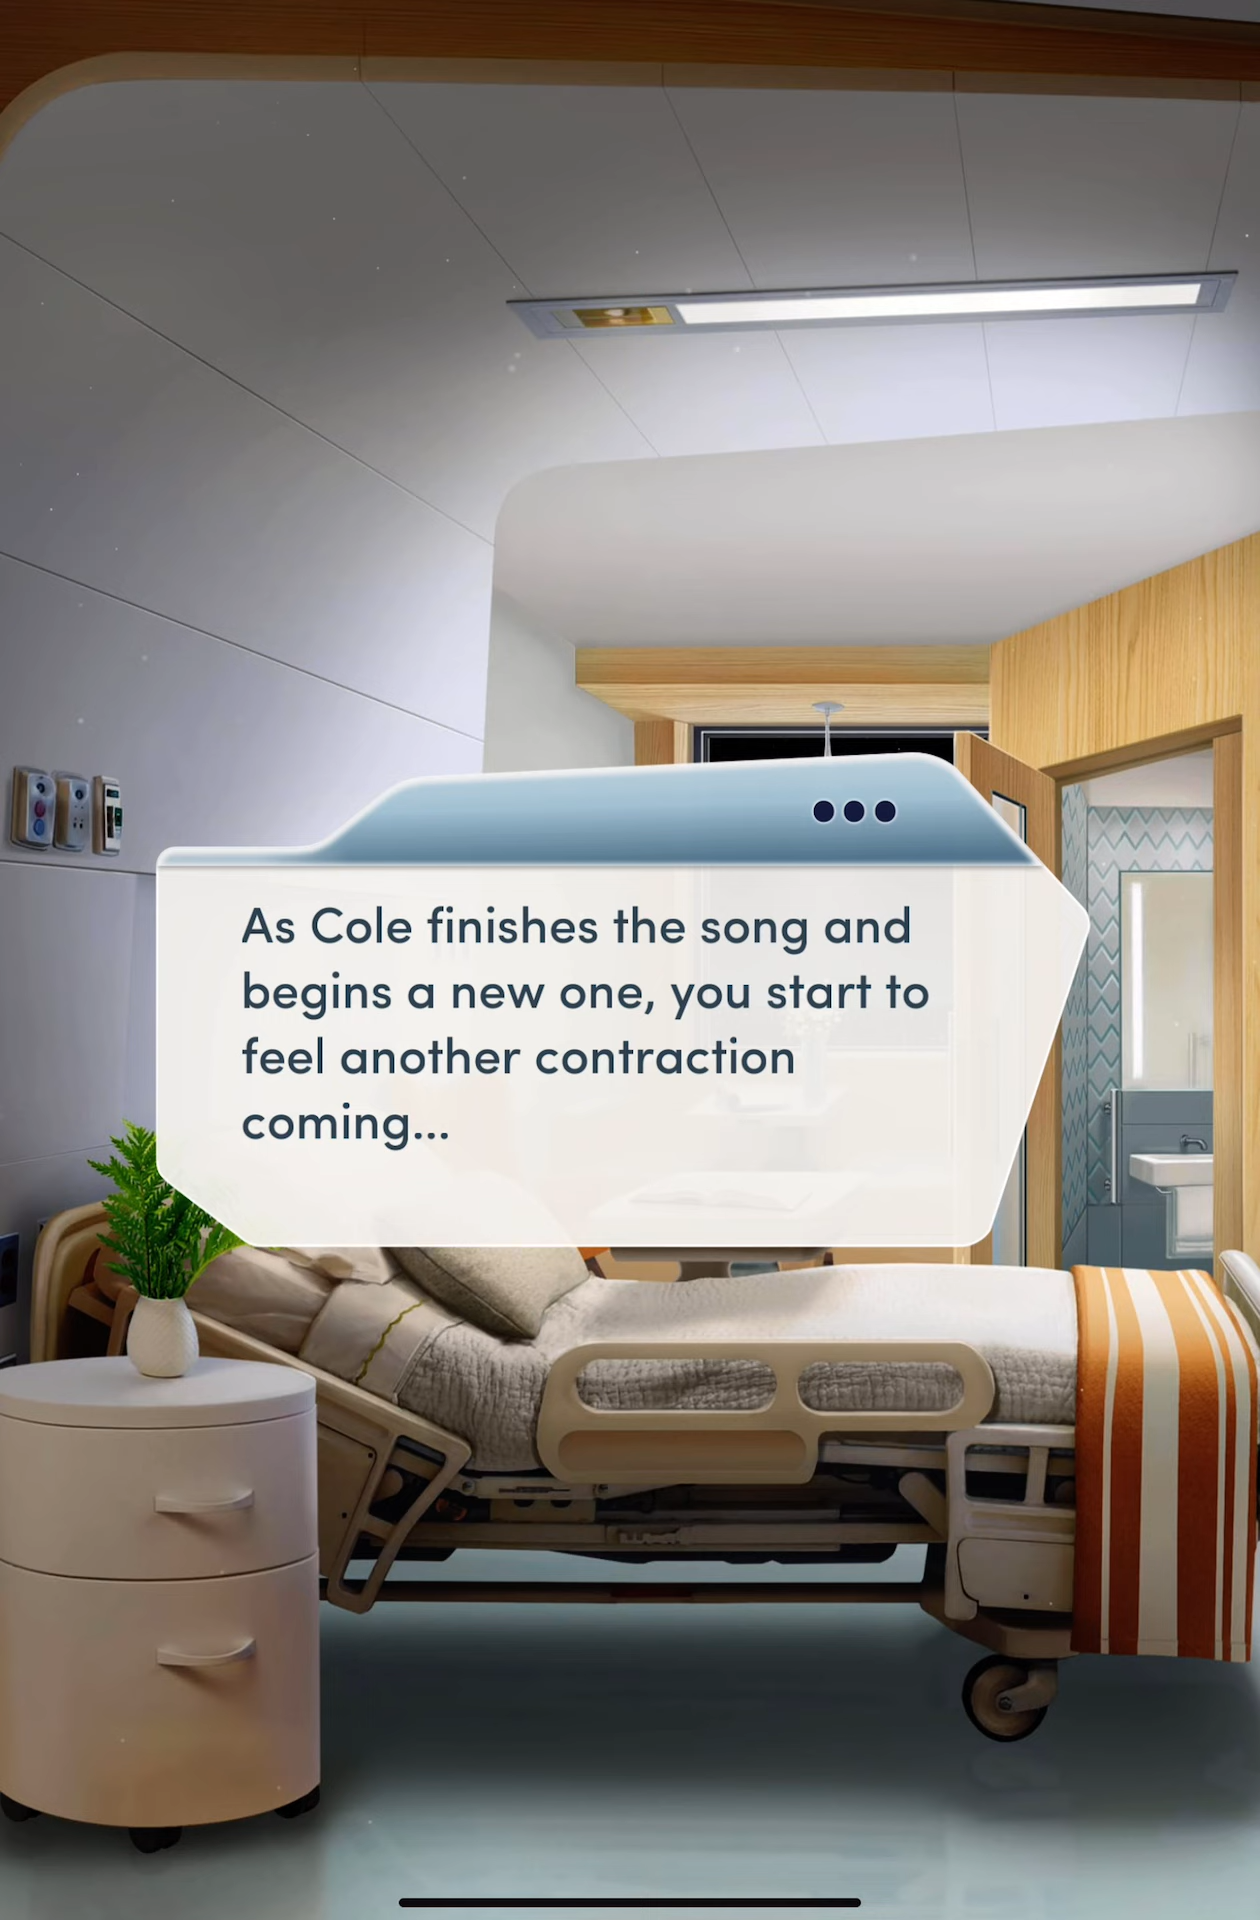 As Cole finishes the song and
begins a new one, you start to
feel another contraction
coming...